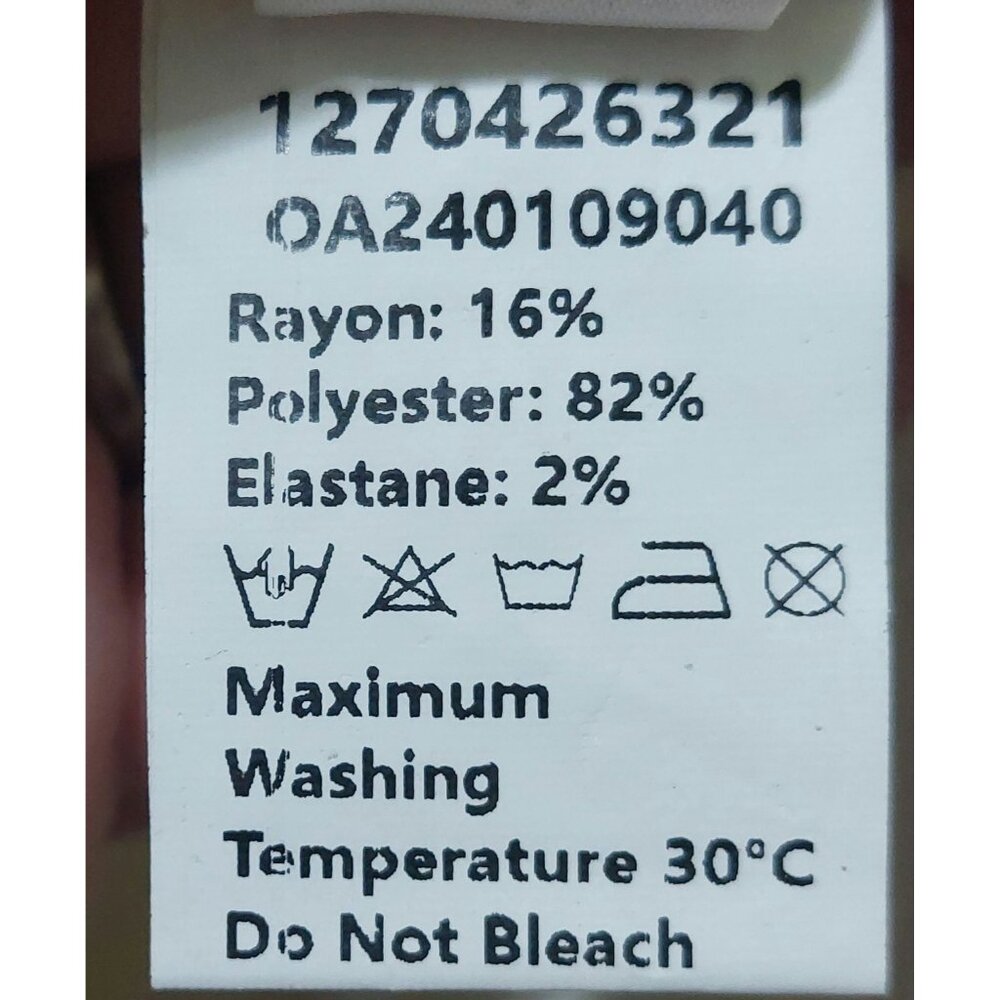 1270426321
OA240109040
Rayon: 16%
Polyester: 82%
Elastane: 2%
Maximum
Washing
Temperature 30°C
Do Not Bleach